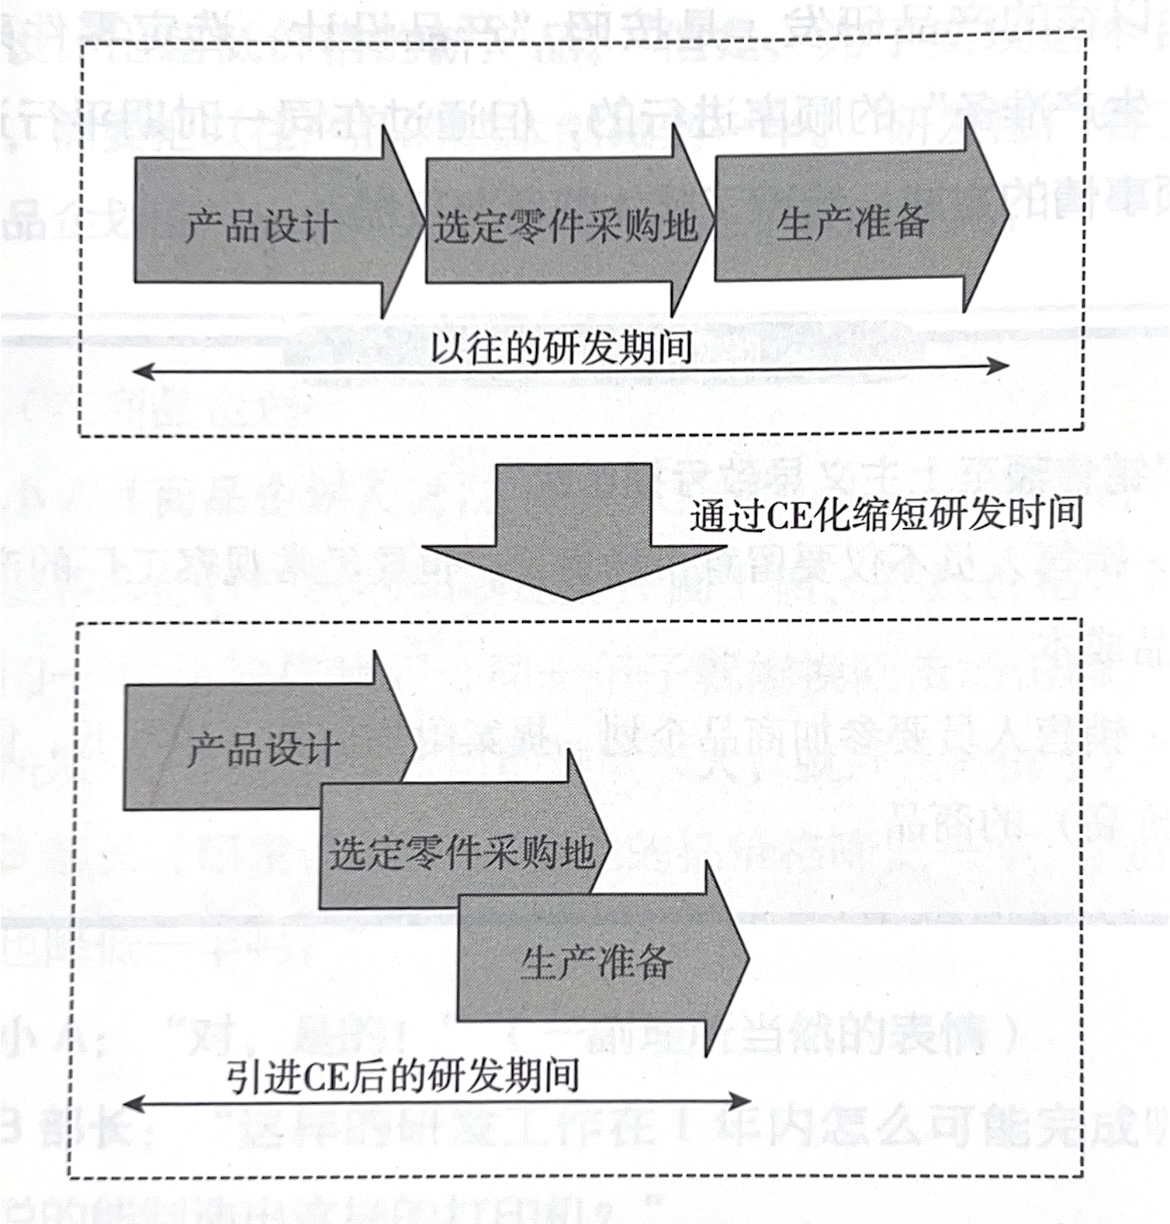 产品设计
选定零件采购地
生产准备
以往的研发期间
通过CE化缩短研发时间
产品设计
选定零件采购地
生产准备
引进CE后的研发期间